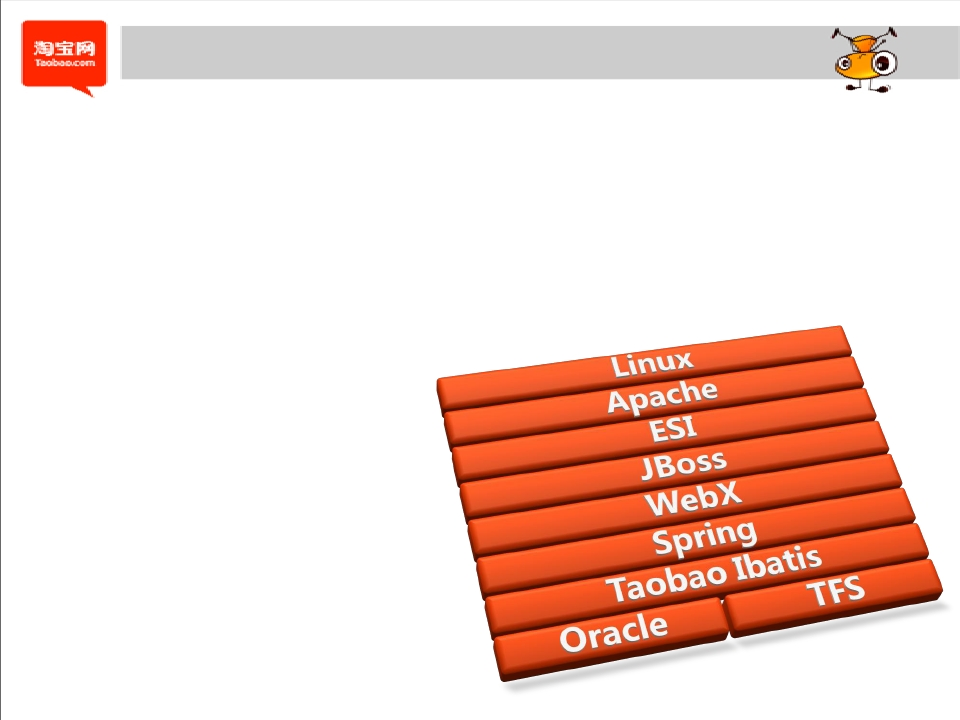 淘宝网
Taobao.com
Linux
Apache
ESI
JBoss
WebX
Spring
Taobao Ibatis
Oracle
TFS